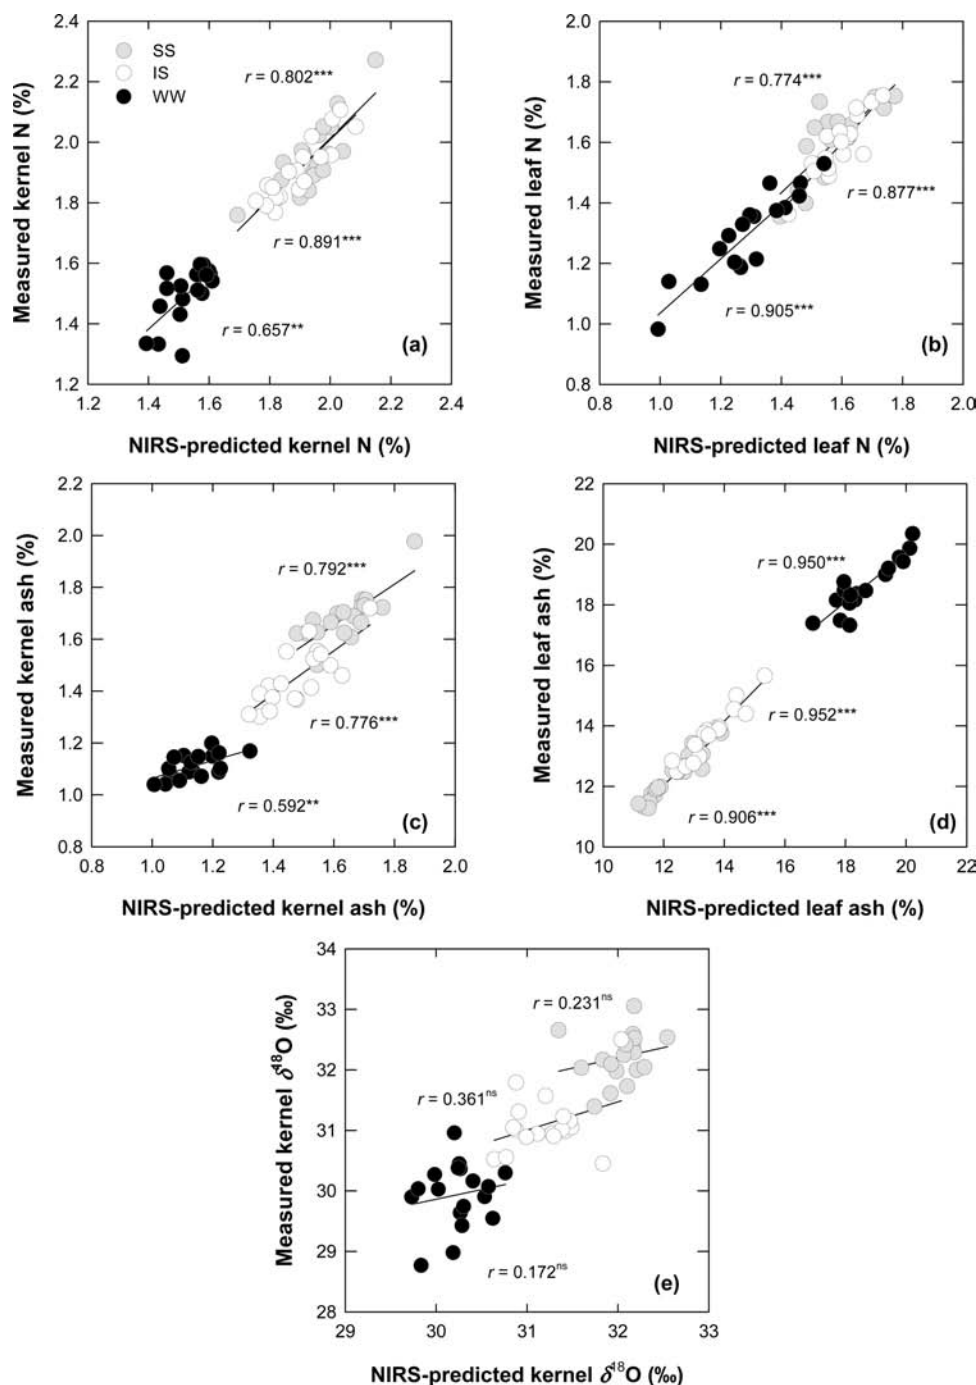 2.4
2.2
2.0
1.8
1.6
1.4
1.2
Measured kernel N (%)
SS
IS
WW
r = 0.802***
r = 0.891***
r = 0.657**
(a)
1.2 1.4 1.6 1.8 2.0 2.2 2.4
NIRS-predicted kernel N (%)
2.0
1.8
1.6
1.4
1.2
1.0
0.8
Measured leaf N (%)
r = 0.774***
r = 0.877***
r = 0.905***
(b)
0.8 1.0 1.2 1.4 1.6 1.8 2.0
NIRS-predicted leaf N (%)
2.2
2.0
1.8
1.6
1.4
1.2
1.0
0.8
Measured kernel ash (%)
r = 0.792***
r = 0.776***
r = 0.592**
(c)
0.8 1.0 1.2 1.4 1.6 1.8 2.0
NIRS-predicted kernel ash (%)
22
20
18
16
14
12
10
Measured leaf ash (%)
r = 0.950***
r = 0.952***
r = 0.906***
(d)
10 12 14 16 18 20 22
NIRS-predicted leaf ash (%)
34
33
32
31
30
29
28
Measured kernel δ¹⁸O (‰)
r = 0.231ⁿˢ
r = 0.361ⁿˢ
r = 0.172ⁿˢ
(e)
29 30 31 32 33
NIRS-predicted kernel δ¹⁸O (‰)